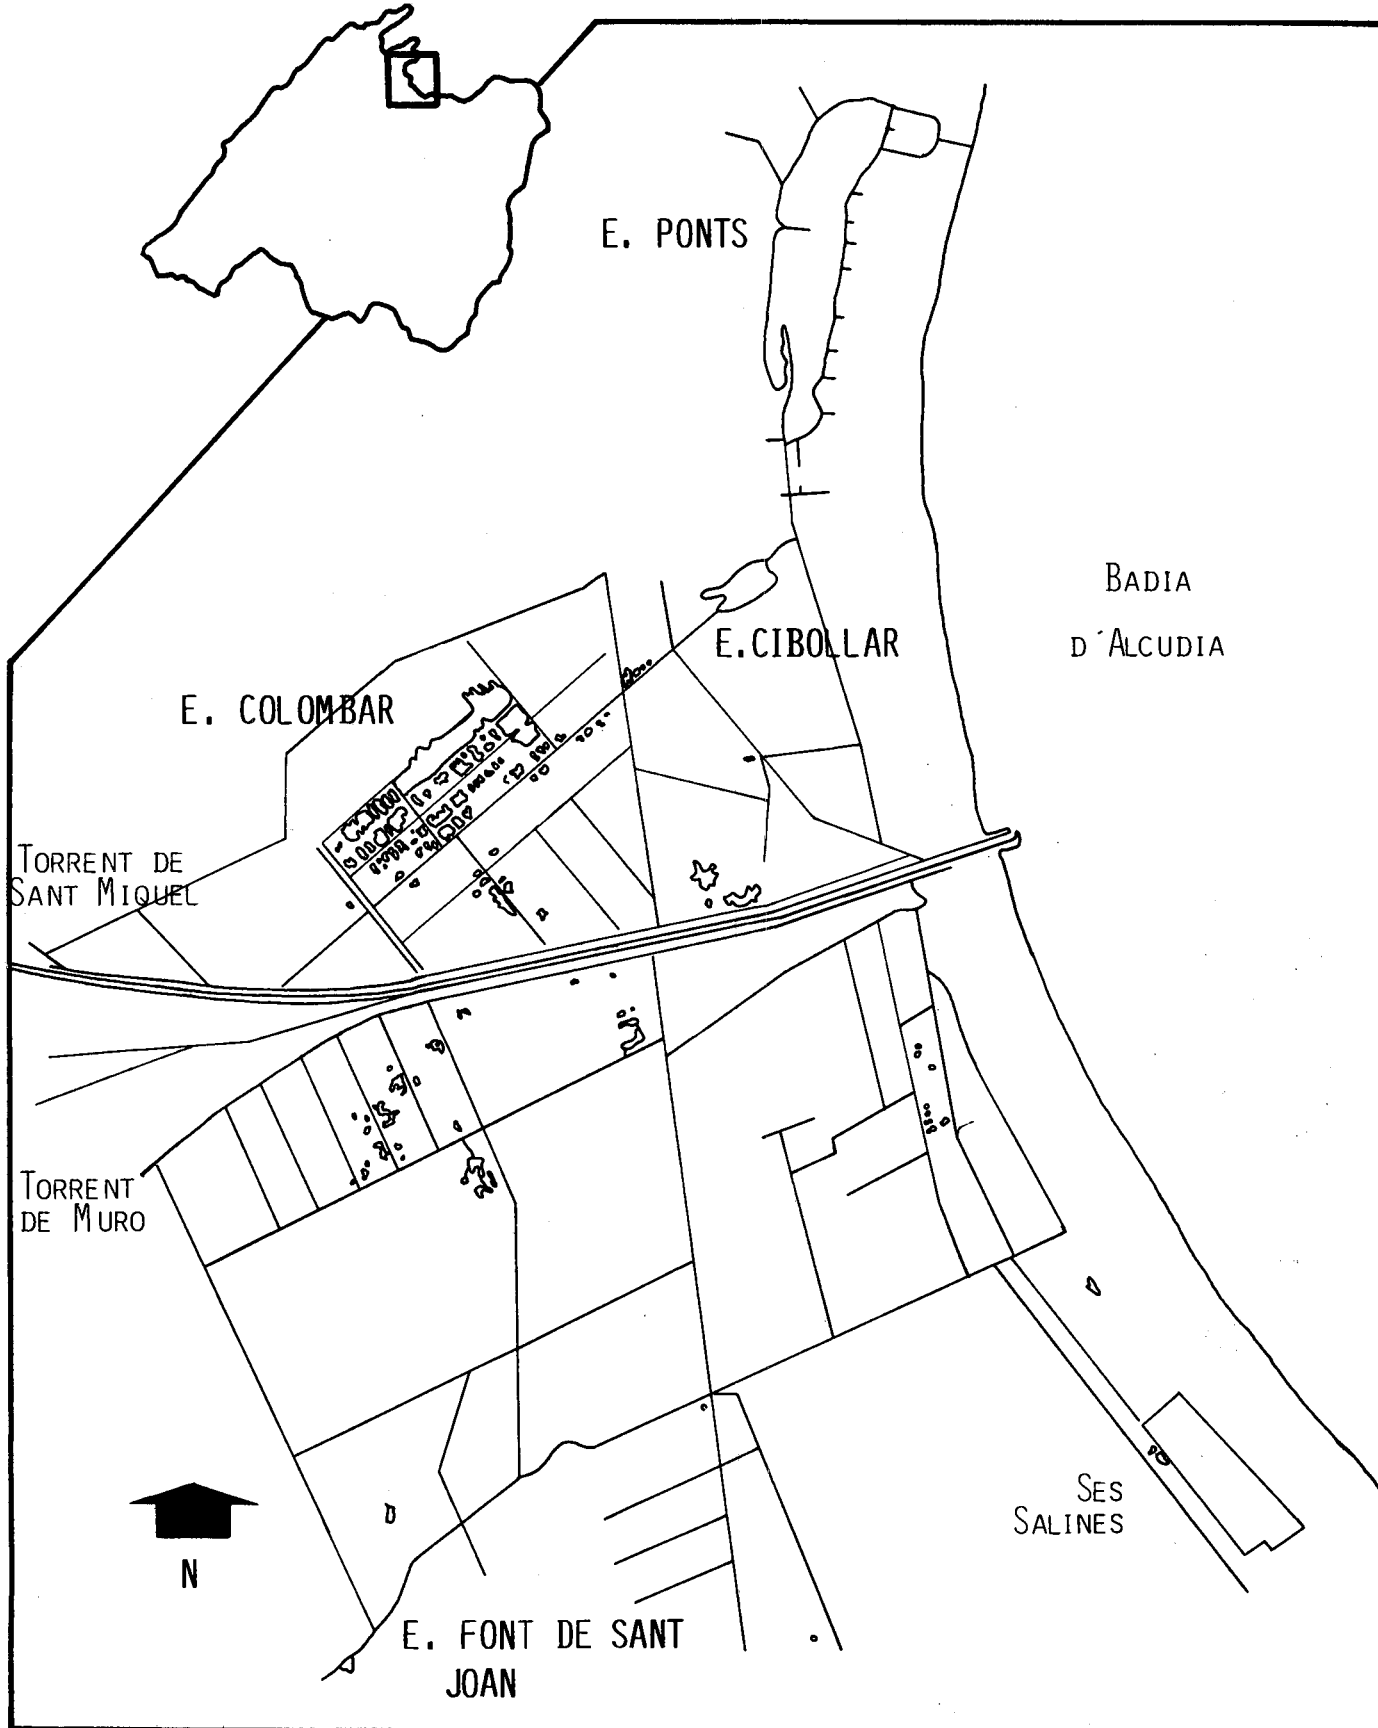 E. PONTS
BADIA
D´ALCUDIA
E.CIBOLLAR
E. COLOMBAR
TORRENT DE
SANT MIQUEL
TORRENT
DE MURO
SES
SALINES
N
E. FONT DE SANT
JOAN